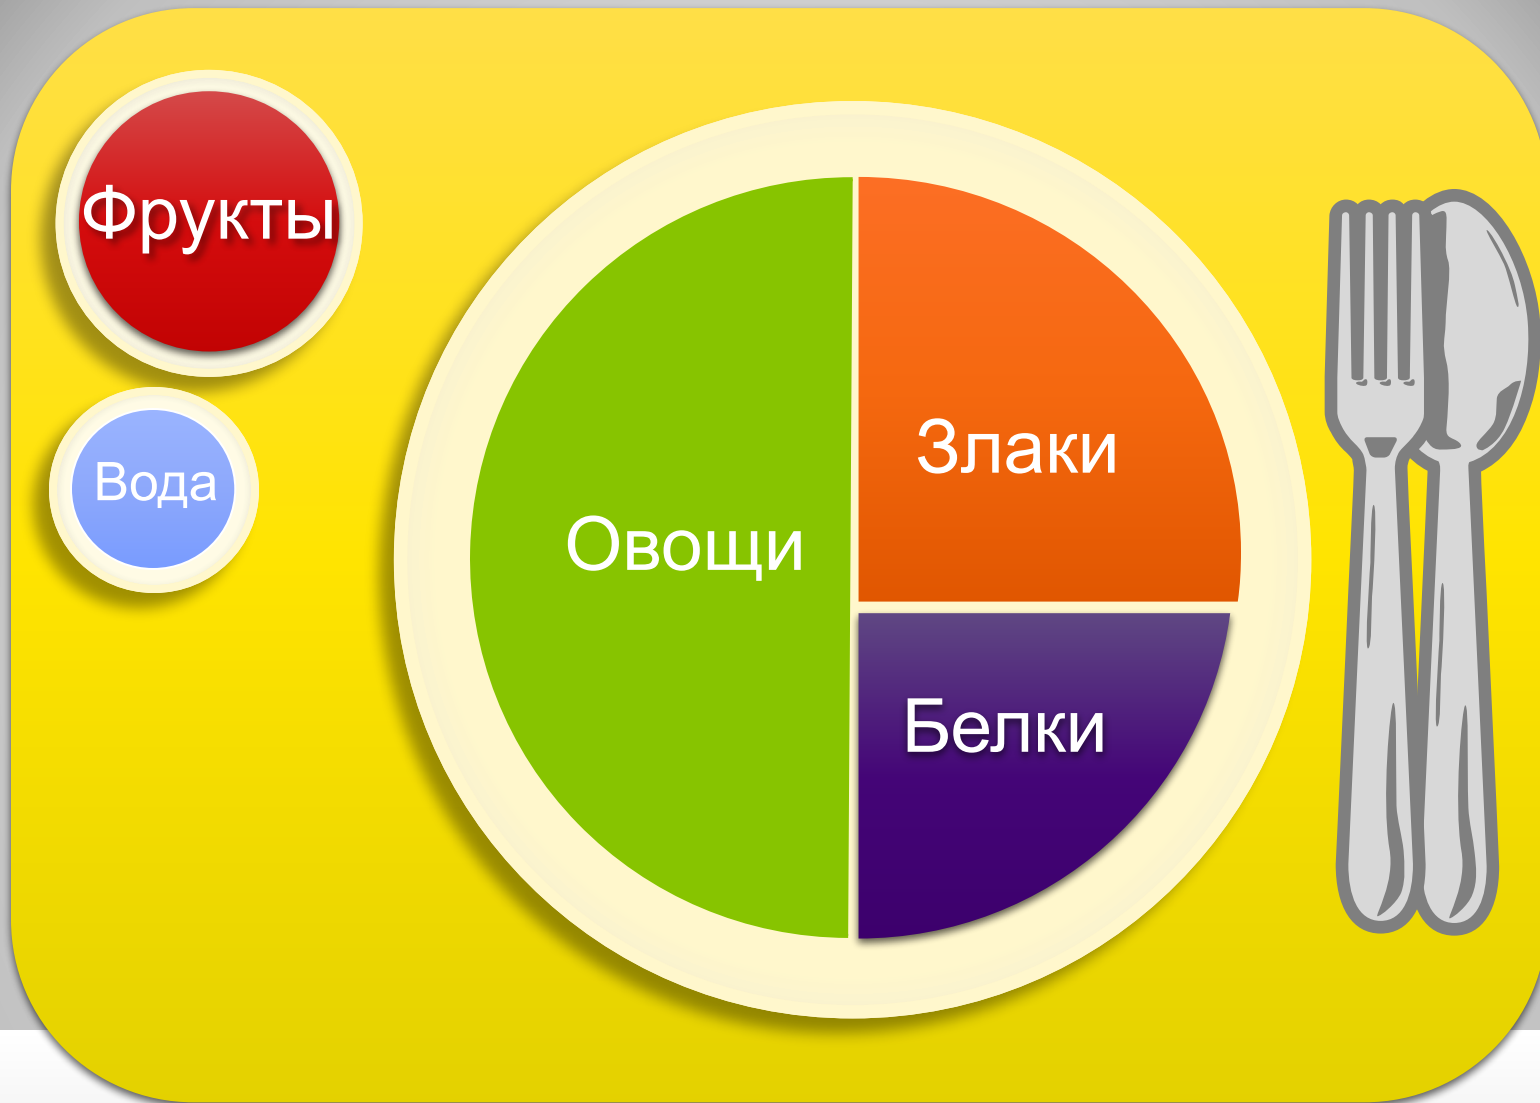 Фрукты
Вода
Овощи
Злаки
Белки